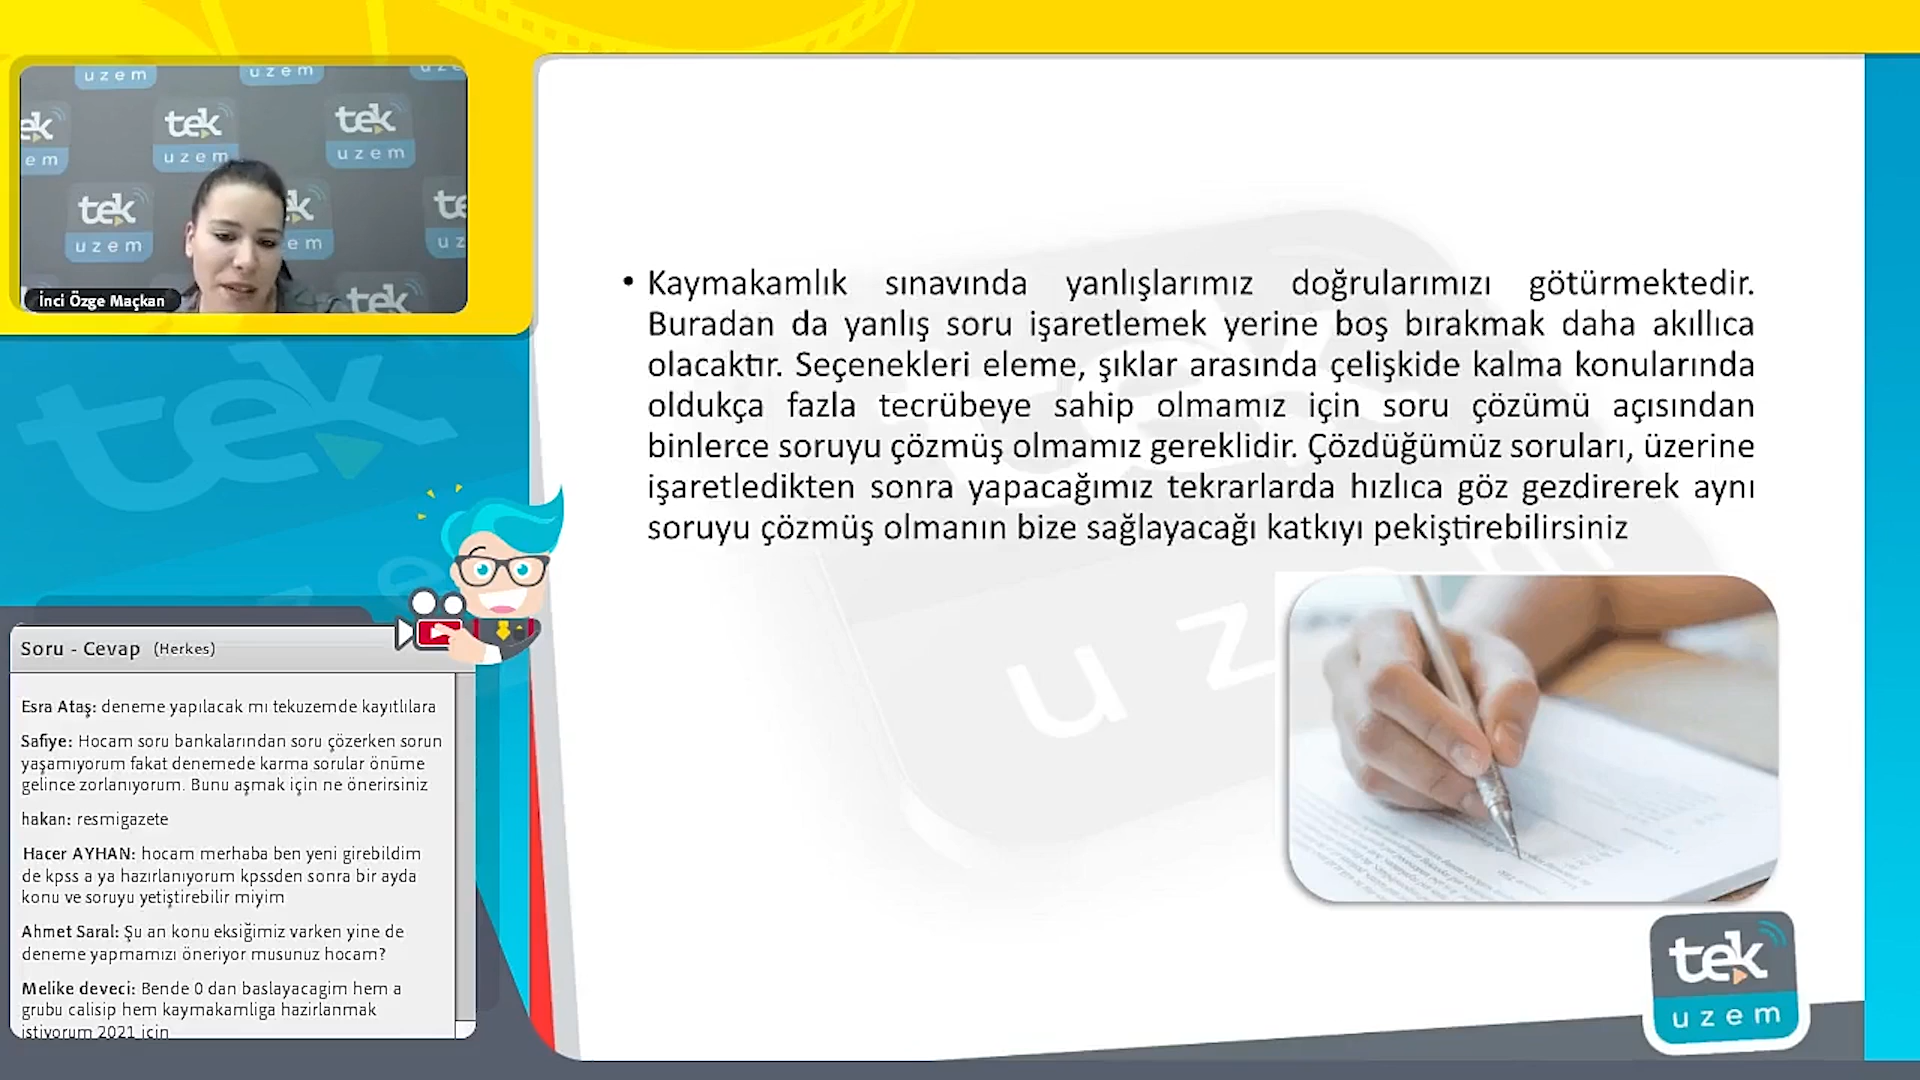 uzem
uzem
tek
uzem
tek
uzem
tek
uzem
tek
İnci Özge Maçkan
• Kaymakamlık sınavında yanlışlarımız doğrularımızı götürmektedir.
Buradan da yanlış soru işaretlemek yerine boş bırakmak daha akıllıca
olacaktır. Seçenekleri eleme, şıklar arasında çelişkide kalma konularında
oldukça fazla tecrübeye sahip olmamız için soru çözümü açısından
binlerce soruyu çözmüş olmamız gereklidir. Çözdüğümüz soruları, üzerine
işaretledikten sonra yapacağımız tekrarlarda hızlıca göz gezdirerek aynı
soruyu çözmüş olmanın bize sağlayacağı katkıyı pekiştirebilirsiniz
tek
Soru - Cevap (Herkes)
Esra Ataş: deneme yapılacak mı tekuzemde kayıtlılara
Safiye: Hocam soru bankalarından soru çözerken sorun
yaşamıyorum fakat denemede karma sorular önüme
gelince zorlanıyorum. Bunu aşmak için ne önerirsiniz
hakan: resmigazete
Hacer AYHAN: hocam merhaba ben yeni girebildim
de kpss a ya hazırlanıyorum kpssden sonra bir ayda
konu ve soruyu yetiştirebilir miyim
Ahmet Saral: Şu an konu eksiğimiz varken yine de
deneme yapmamızı öneriyor musunuz hocam?
Melike deveci: Bende 0 dan baslayacagim hem a
grubu calisip hem kaymakamliga hazirlanmak
istiyorum 2021 için
tek
uzem